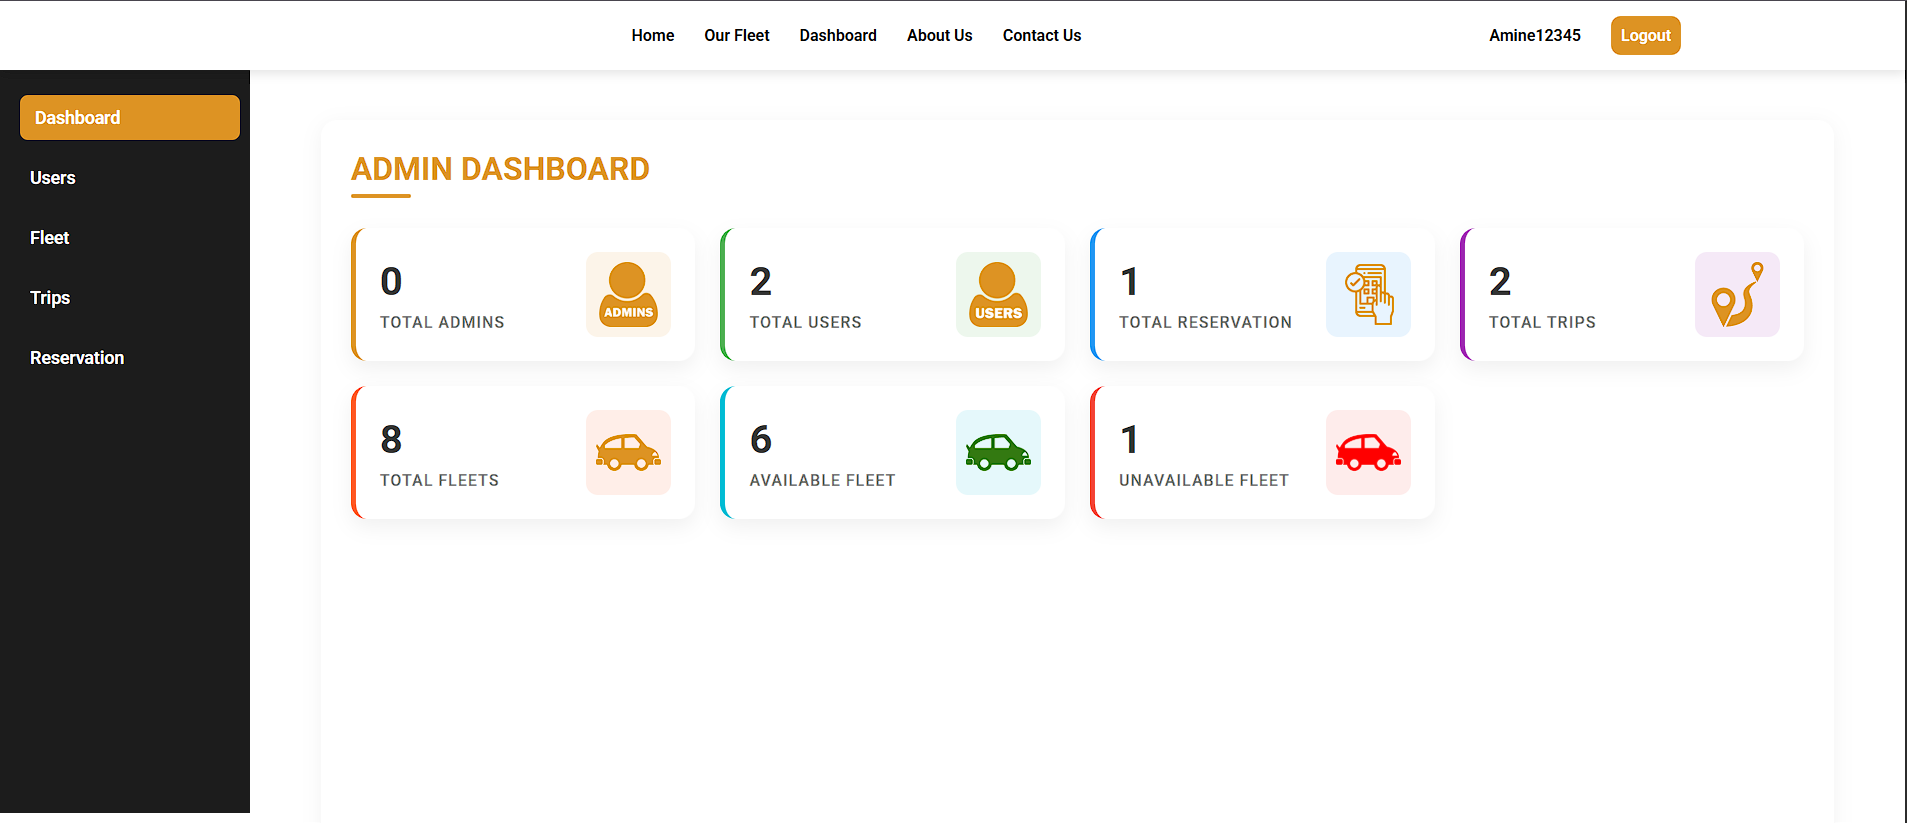 Home Our Fleet Dashboard About Us Contact Us Amine12345 Logout
Dashboard
Users
Fleet
Trips
Reservation
ADMIN DASHBOARD
0
TOTAL ADMINS
ADMINS
2
TOTAL USERS
USERS
1
TOTAL RESERVATION
2
TOTAL TRIPS
8
TOTAL FLEETS
6
AVAILABLE FLEET
1
UNAVAILABLE FLEET